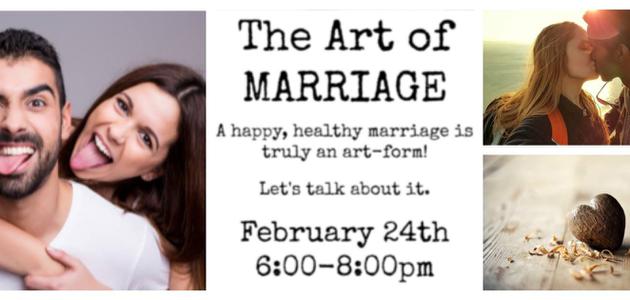 The Art of
MARRIAGE
A happy, healthy marriage is
truly an art-form!
Let's talk about it.
February 24th
6:00-8:00pm